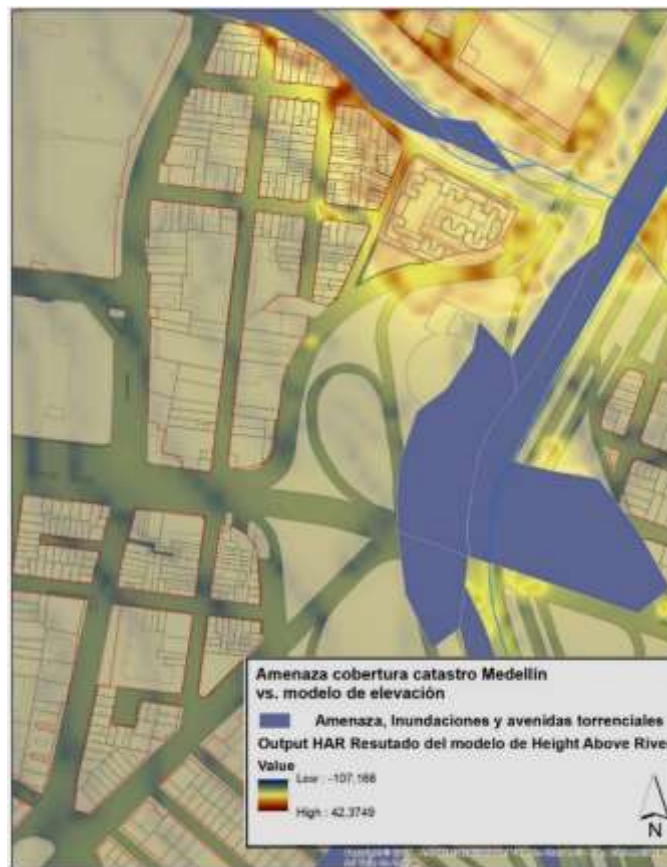 Amenaza cobertura catastro Medellín
vs. modelo de elevación
Amenaza, Inundaciones y avenidas torrenciales
Output HAR Resutado del modelo de Height Above River
Value
Low : -107,166
High : 42,3749
N